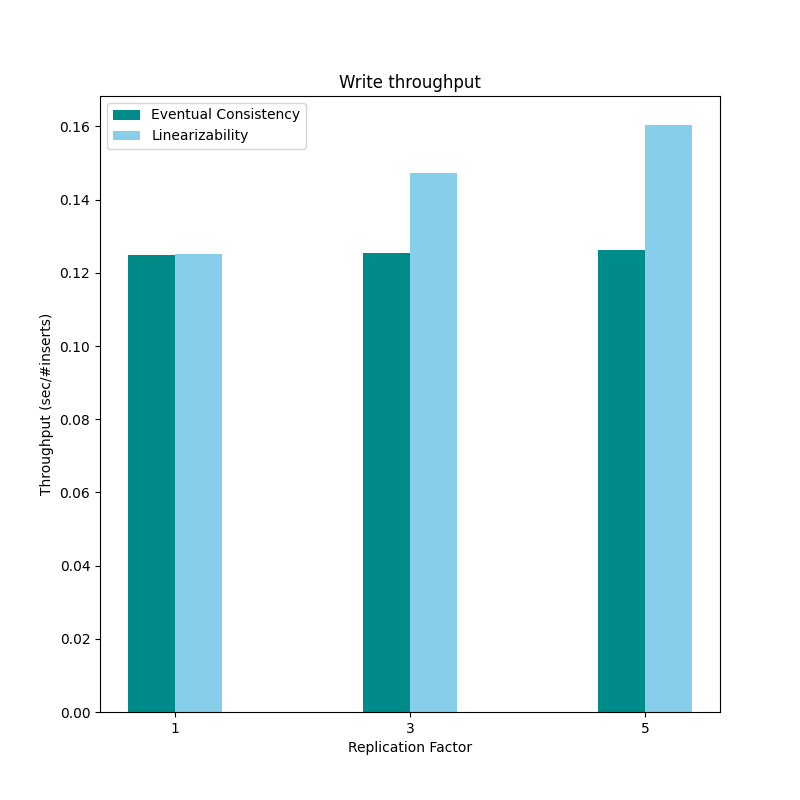 Write throughput
Eventual Consistency
Linearizability
0.16
0.14
0.12
0.10
0.08
0.06
0.04
0.02
0.00
Throughput (sec/#inserts)
1
3
5
Replication Factor